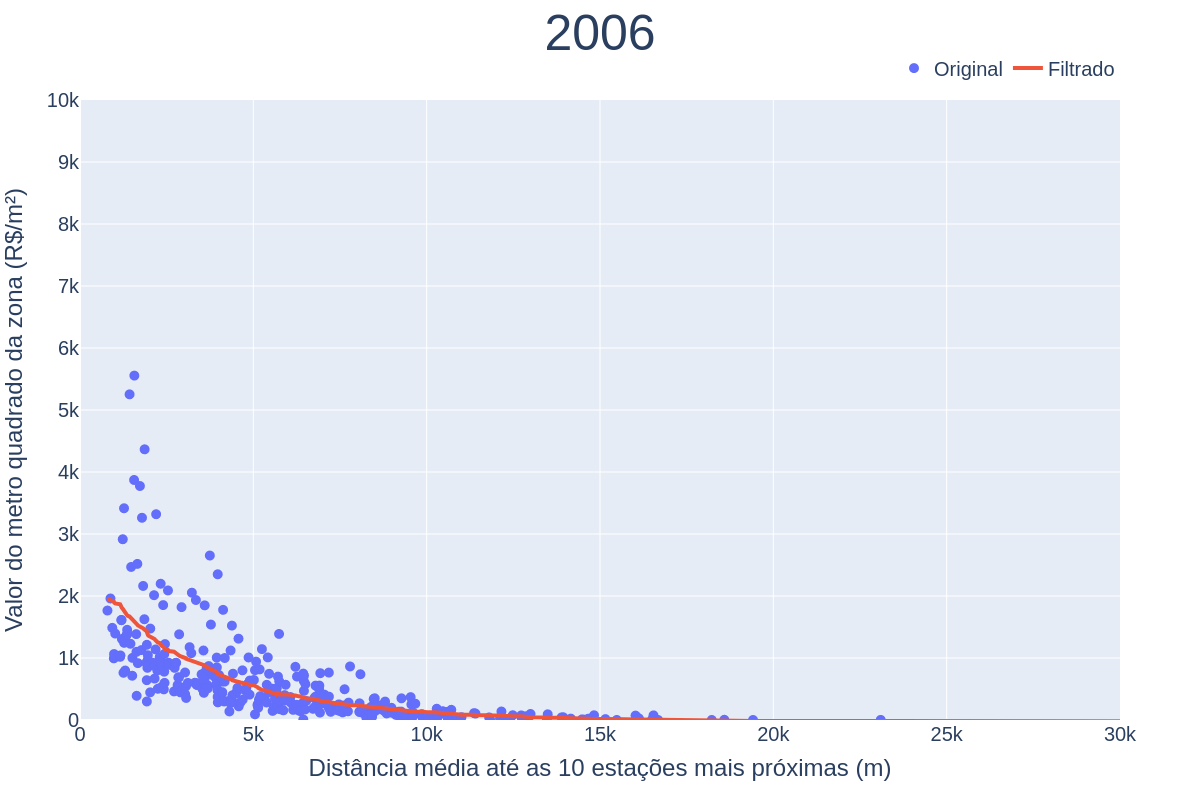 2006
Original
Filtrado
10k
9k
8k
7k
6k
5k
4k
3k
2k
1k
0
Valor do metro quadrado da zona (R$/m²)
0
5k
10k
15k
20k
25k
30k
Distância média até as 10 estações mais próximas (m)